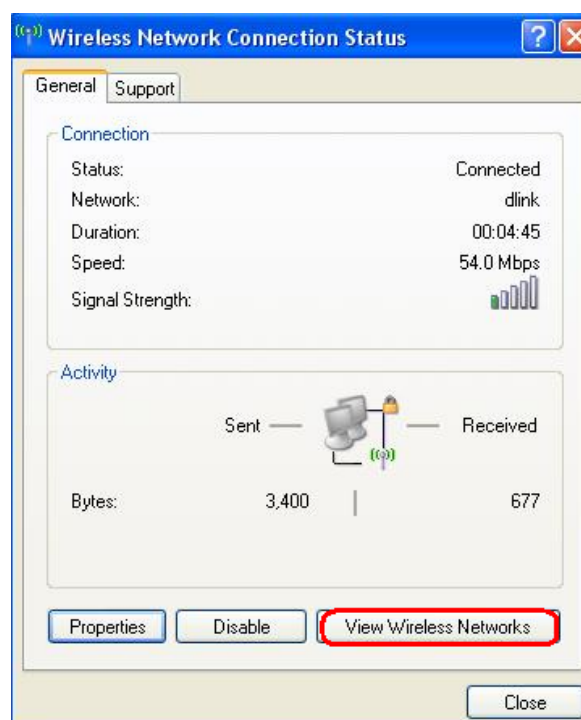 Wireless Network Connection Status
General Support
Connection
Status: Connected
Network: dlink
Duration: 00:04:45
Speed: 54.0 Mbps
Signal Strength:
Activity
Sent Received
Bytes: 3,400 677
Properties Disable View Wireless Networks
Close